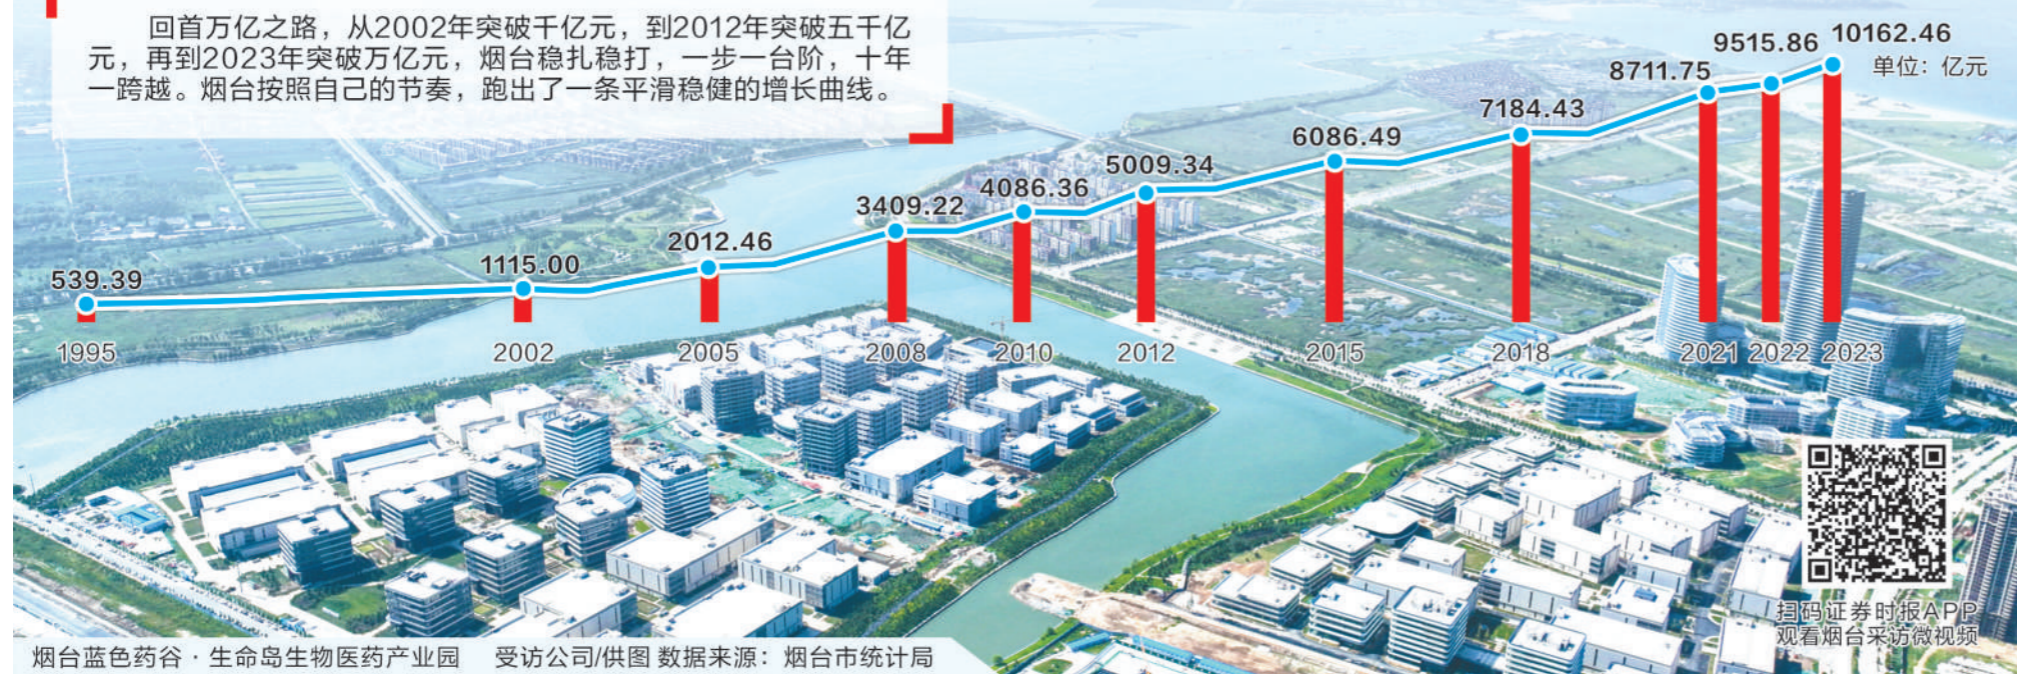 回首万亿之路，从2002年突破千亿元，到2012年突破五千亿
元，再到2023年突破万亿元，烟台稳扎稳打，一步一台阶，十年
一跨越。烟台按照自己的节奏，跑出了一条平滑稳健的增长曲线。
10162.46
单位：亿元
9515.86
8711.75
7184.43
6086.49
5009.34
4086.36
3409.22
2012.46
1115.00
539.39
1995 2002 2005 2008 2010 2012 2015 2018 2021 2022 2023
扫码证券时报APP
观看烟台采访微视频
烟台蓝色药谷·生命岛生物医药产业园 受访公司/供图 数据来源：烟台市统计局